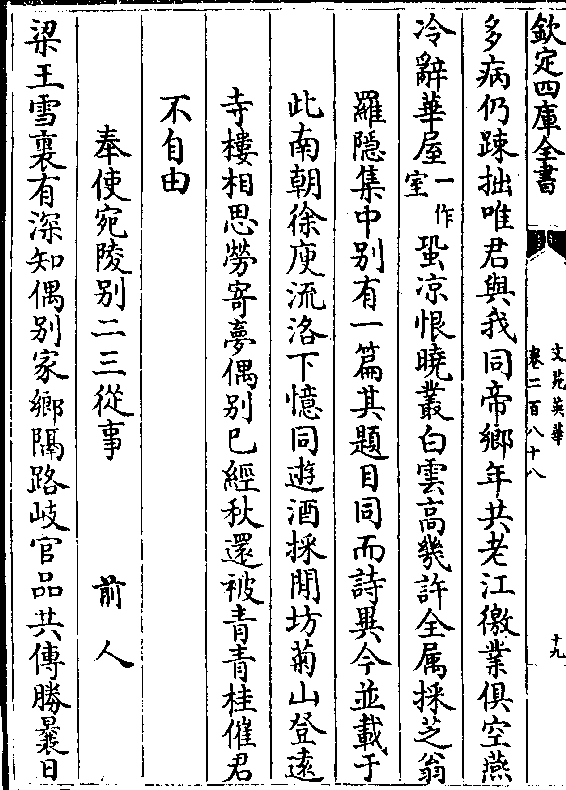 欽定四庫全書
文苑英華
卷二百八十八
十九
多病仍踈拙唯君與我同帝鄉年共老江徼業俱空燕
冷辭華屋一作室蛩凉恨曉叢白雲高幾許全属採芝翁
羅隠集中别有一篇其題目同而詩異今並載于
此南朝徐庾流洛下憶同遊酒採閒坊菊山登逺
寺樓相思勞寄夢偶别已經秋還被青青桂催君
不自由
奉使宛陵别二三從事
前人
梁王雪裏有深知偶别家鄉隔路岐官品共傳勝曩日